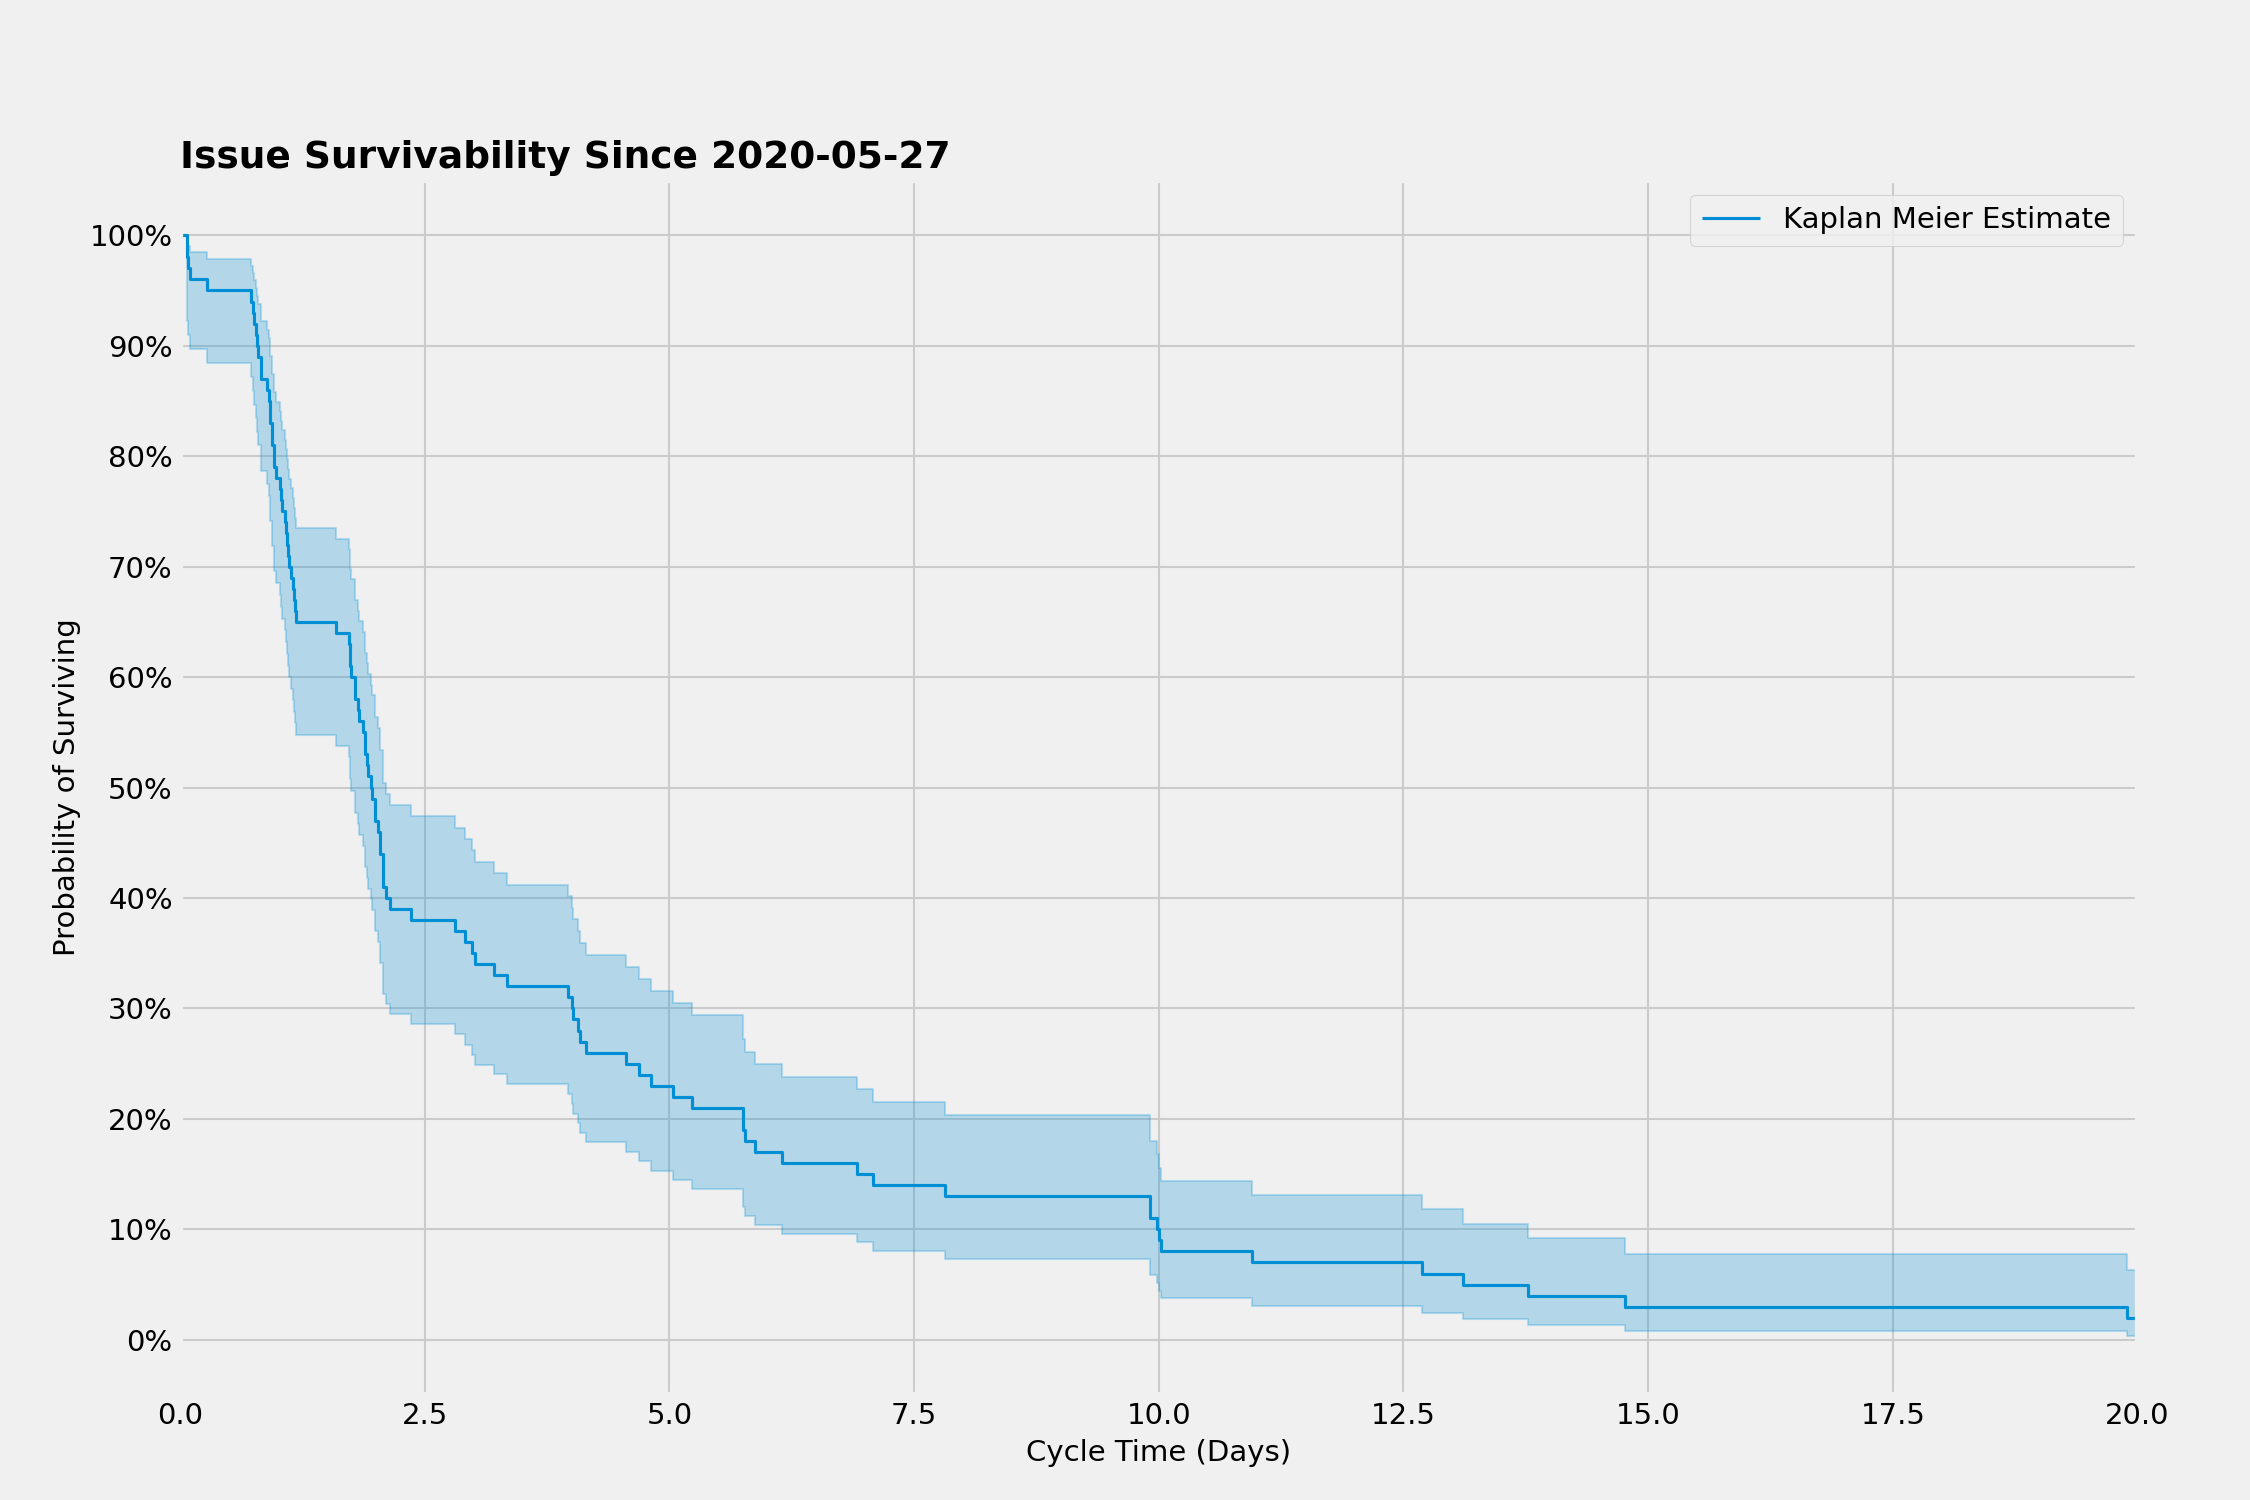 Issue Survivability Since 2020-05-27
Kaplan Meier Estimate
100%
90%
80%
70%
60%
50%
40%
30%
20%
10%
0%
Probability of Surviving
0.0 2.5 5.0 7.5 10.0 12.5 15.0 17.5 20.0
Cycle Time (Days)